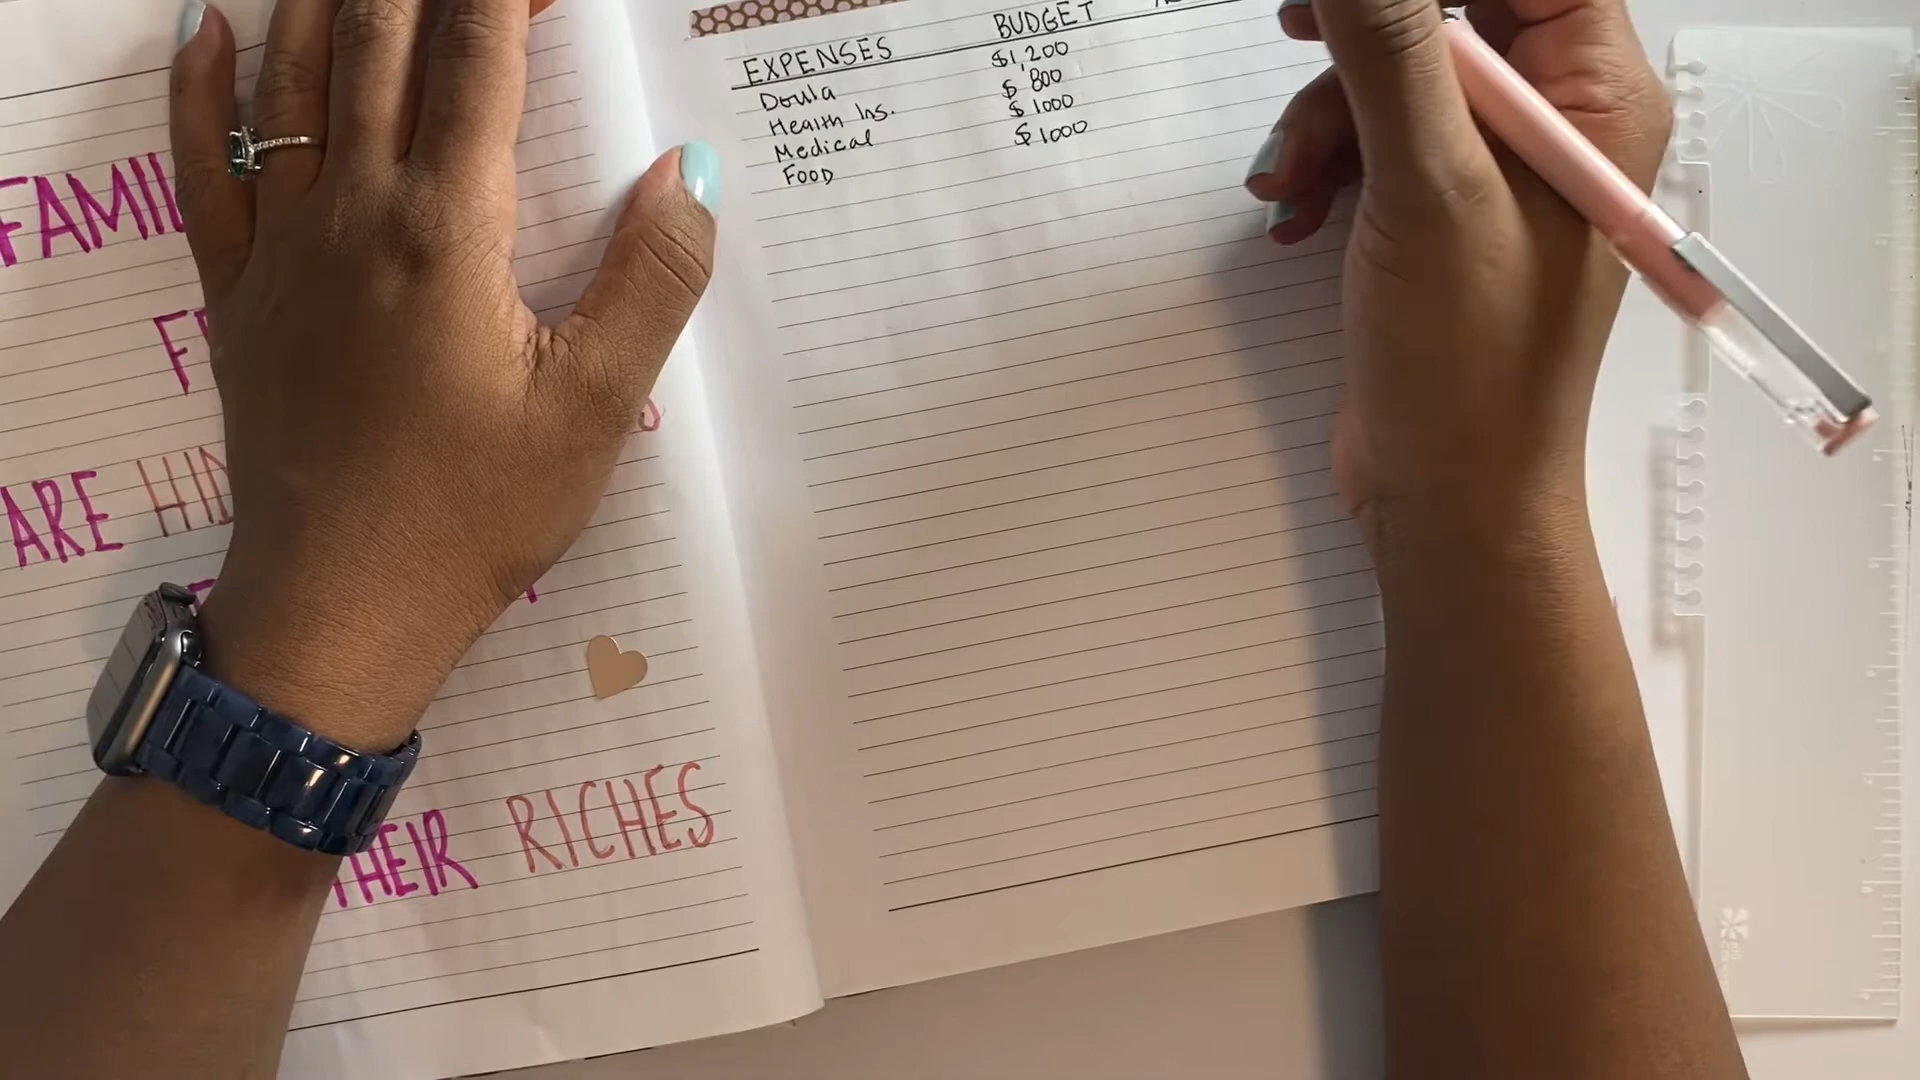 FAMIL
F
ARE HID
THEIR RICHES
EXPENSES BUDGET
Doula $1,200
Health Ins. $800
Medical $1000
Food $1000